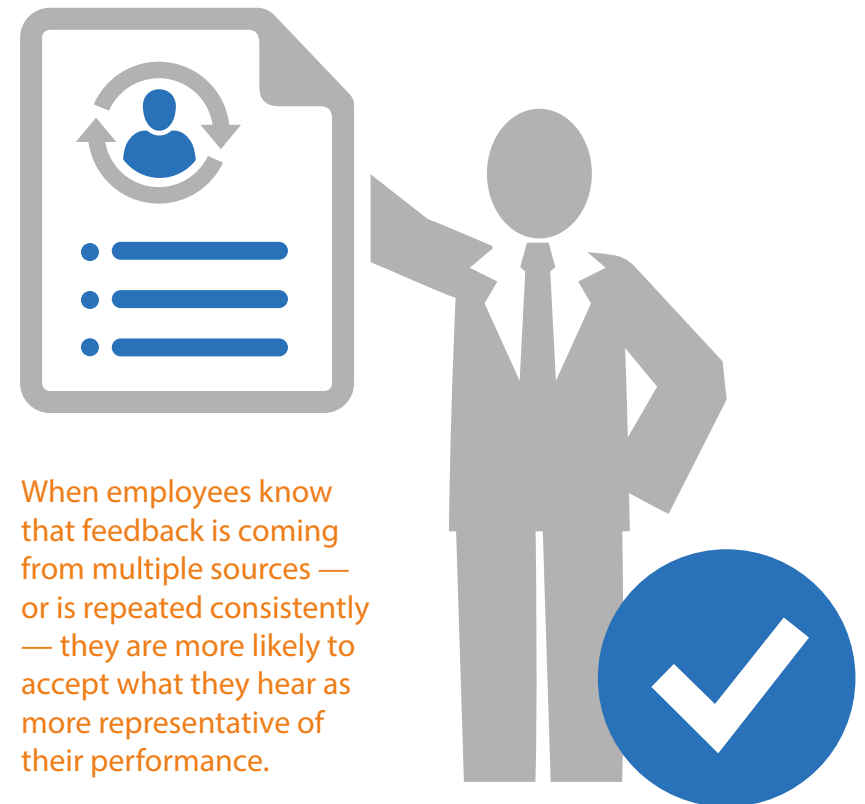 When employees know
that feedback is coming
from multiple sources —
or is repeated consistently
— they are more likely to
accept what they hear as
more representative of
their performance.